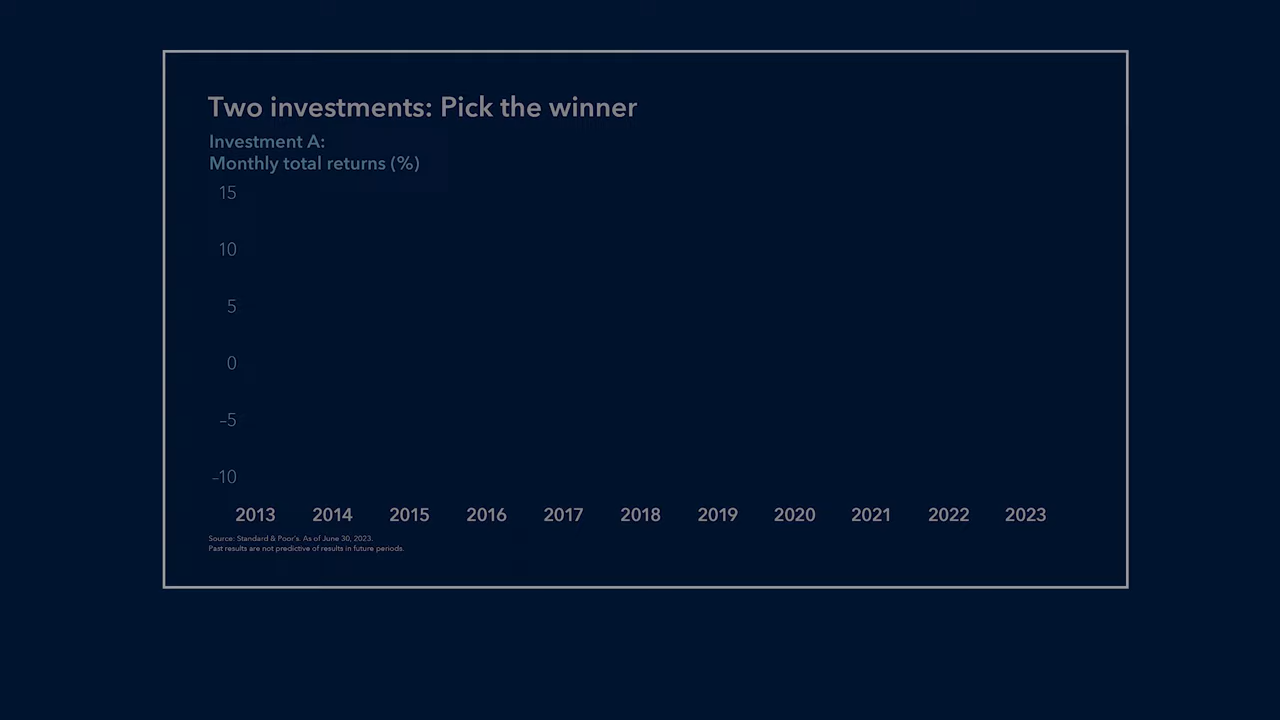 Two investments: Pick the winner
Investment A:
Monthly total returns (%)
15
10
5
0
–5
–10
2013 2014 2015 2016 2017 2018 2019 2020 2021 2022 2023
Source: Standard & Poor's. As of June 30, 2023.
Past results are not predictive of results in future periods.